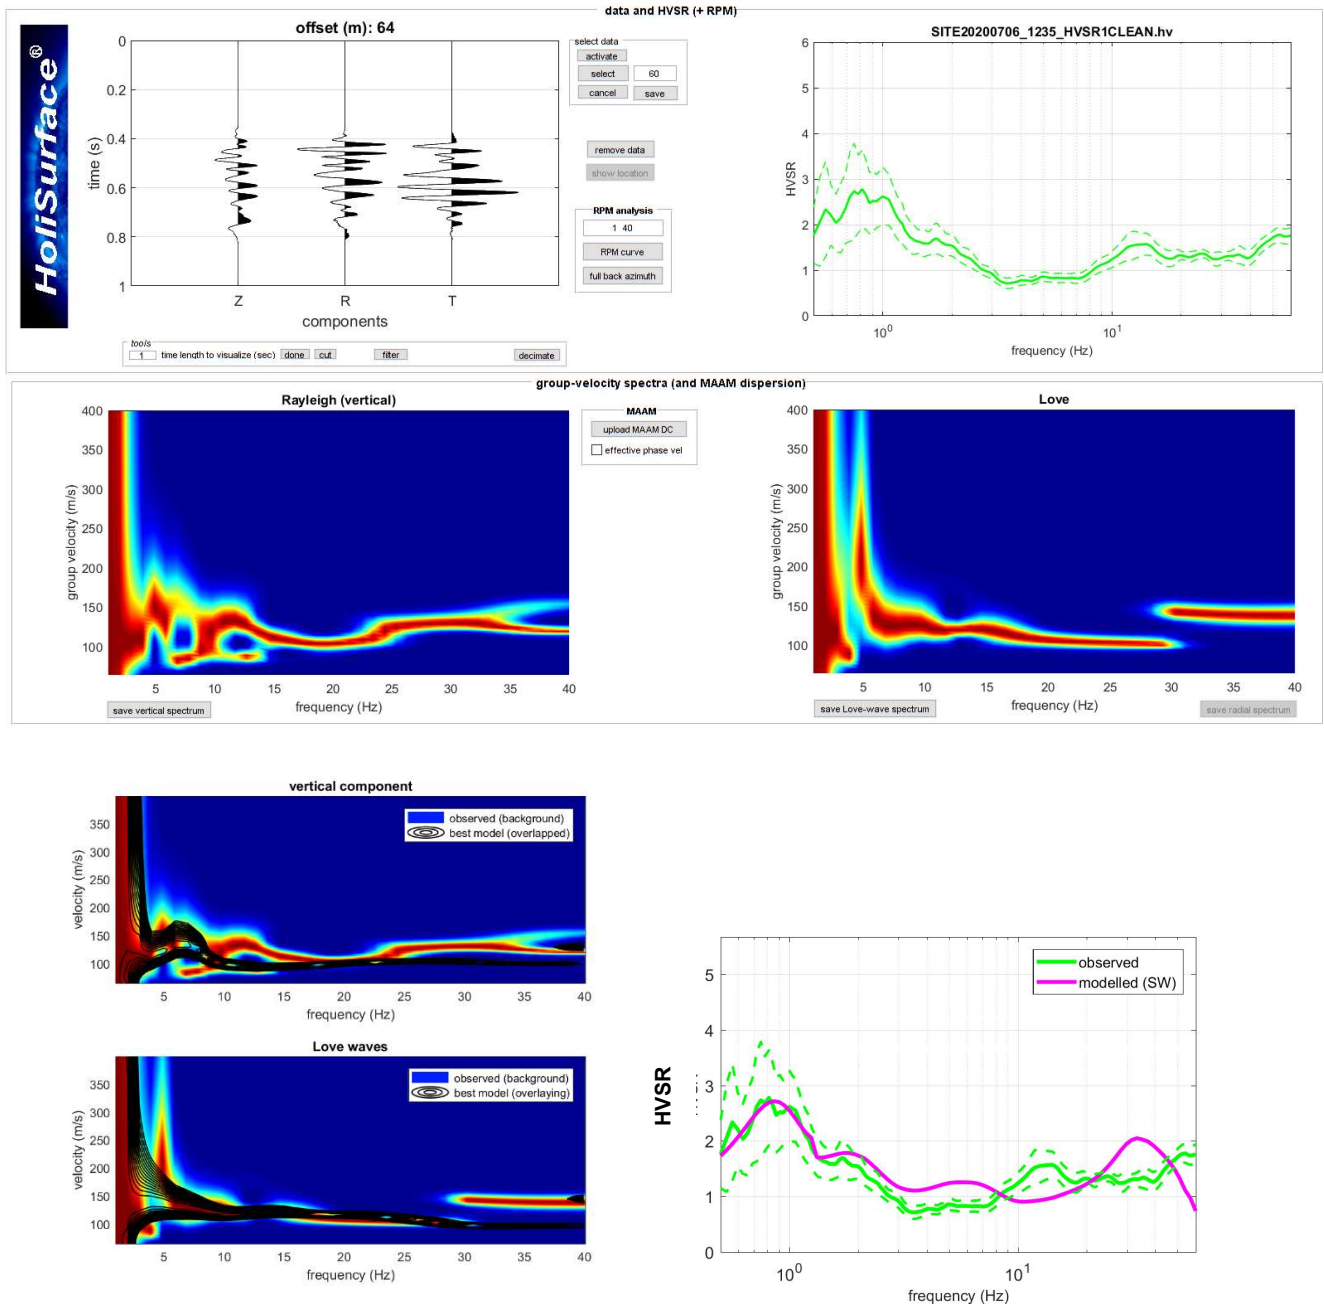 data and HVSR (+ RPM)
HoliSurface®
offset (m): 64
0
0.2
0.4
0.6
0.8
1
time (s)
Z R T
components
select data
activate
select 60
cancel save
remove data
show location
RPM analysis
1 40
RPM curve
full back azimuth
tools
1 time length to visualize (sec) done cut filter decimate
SITE20200706_1235_HVSR1CLEAN.hv
6
5
4
3
2
1
0
HVSR
10^0 10^1
frequency (Hz)
group-velocity spectra (and MAAM dispersion)
Rayleigh (vertical)
400
350
300
250
200
150
100
group velocity (m/s)
5 10 15 20 25 30 35 40
frequency (Hz)
save vertical spectrum
MAAM
upload MAAM DC
effective phase vel
Love
400
350
300
250
200
150
100
group velocity (m/s)
5 10 15 20 25 30 35 40
frequency (Hz)
save Love-wave spectrum
save radial spectrum
vertical component
observed (background)
best model (overlapped)
350
300
250
200
150
100
velocity (m/s)
5 10 15 20 25 30 35 40
frequency (Hz)
Love waves
observed (background)
best model (overlaying)
350
300
250
200
150
100
velocity (m/s)
5 10 15 20 25 30 35 40
frequency (Hz)
observed
modelled (SW)
5
4
3
2
1
0
HVSR
10^0 10^1
frequency (Hz)